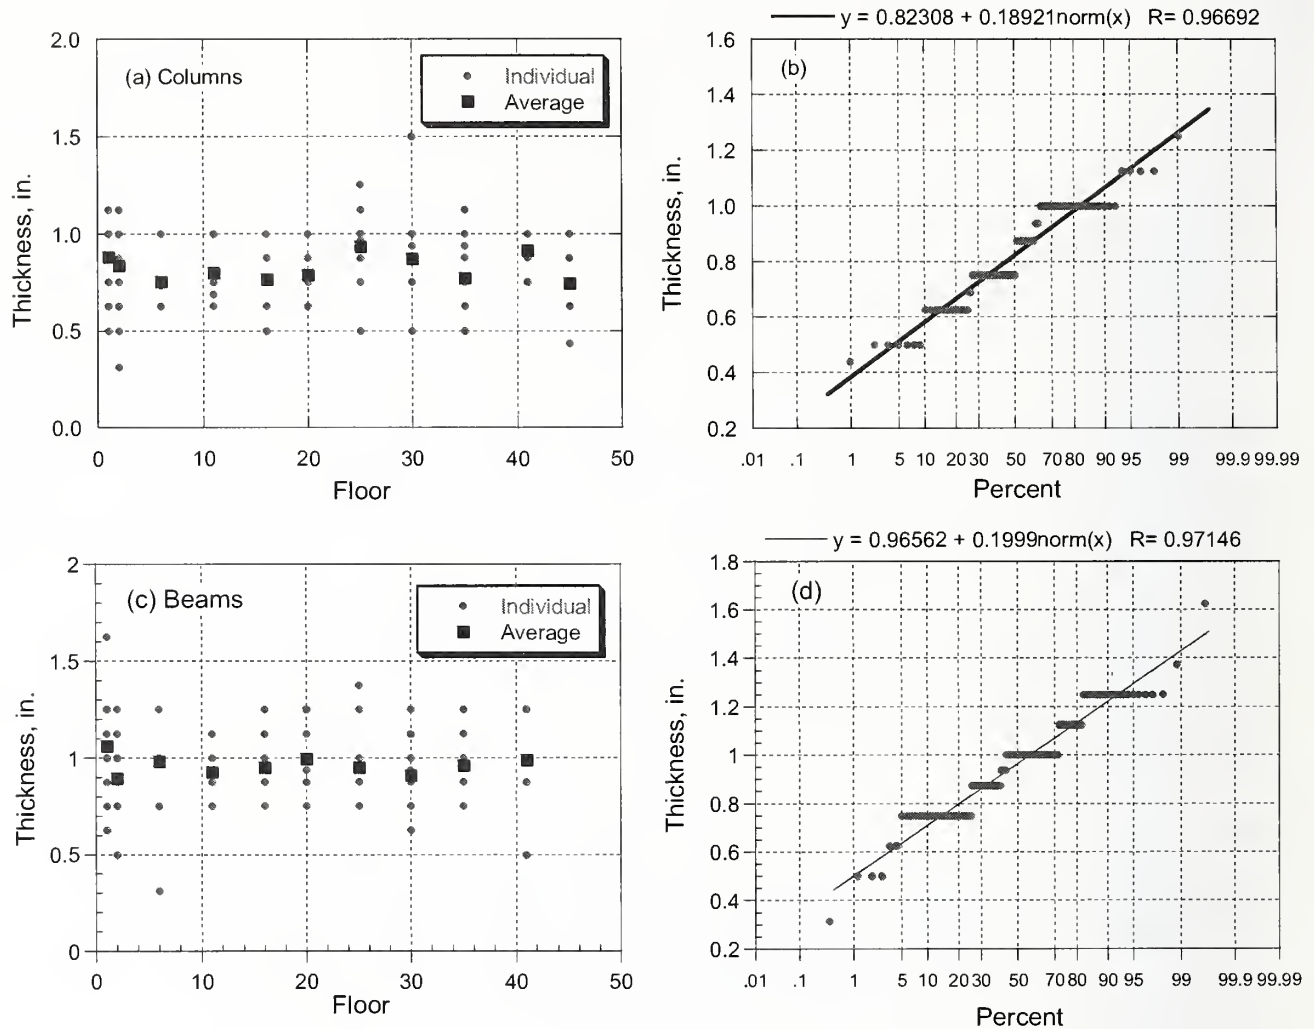 (a) Columns
Individual
Average
Thickness, in.
2.0
1.5
1.0
0.5
0.0
0 10 20 30 40 50
Floor
y = 0.82308 + 0.18921norm(x) R= 0.96692
(b)
Thickness, in.
1.6
1.4
1.2
1.0
0.8
0.6
0.4
0.2
.01 .1 1 5 10 20 30 50 70 80 90 95 99 99.9 99.99
Percent
(c) Beams
Individual
Average
Thickness, in.
2
1.5
1
0.5
0
0 10 20 30 40 50
Floor
y = 0.96562 + 0.1999norm(x) R= 0.97146
(d)
Thickness, in.
1.8
1.6
1.4
1.2
1
0.8
0.6
0.4
0.2
.01 .1 1 5 10 20 30 50 70 80 90 95 99 99.9 99.99
Percent